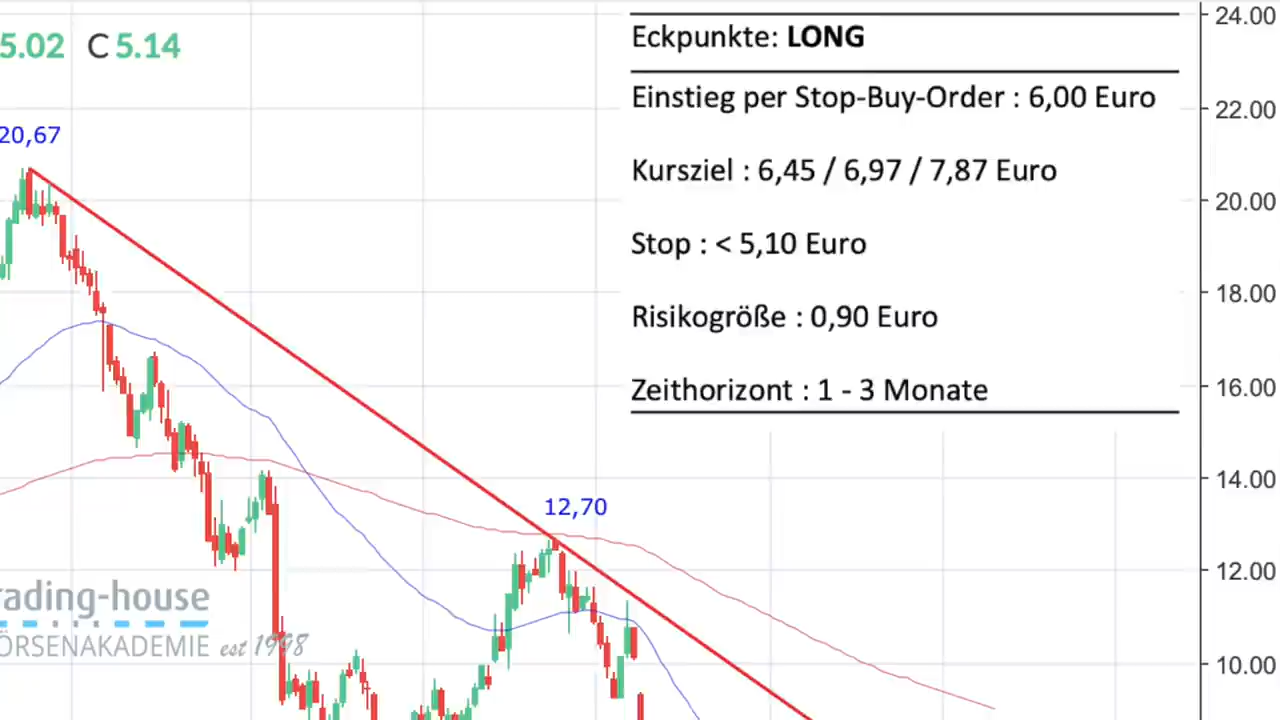 5.02 C 5.14
20,67
Eckpunkte: LONG
Einstieg per Stop-Buy-Order : 6,00 Euro
Kursziel : 6,45 / 6,97 / 7,87 Euro
Stop : < 5,10 Euro
Risikogröße : 0,90 Euro
Zeithorizont : 1 - 3 Monate
12,70
rading-house
ÖRSENAKADEMIE est 1998
24.00
22.00
20.00
18.00
16.00
14.00
12.00
10.00